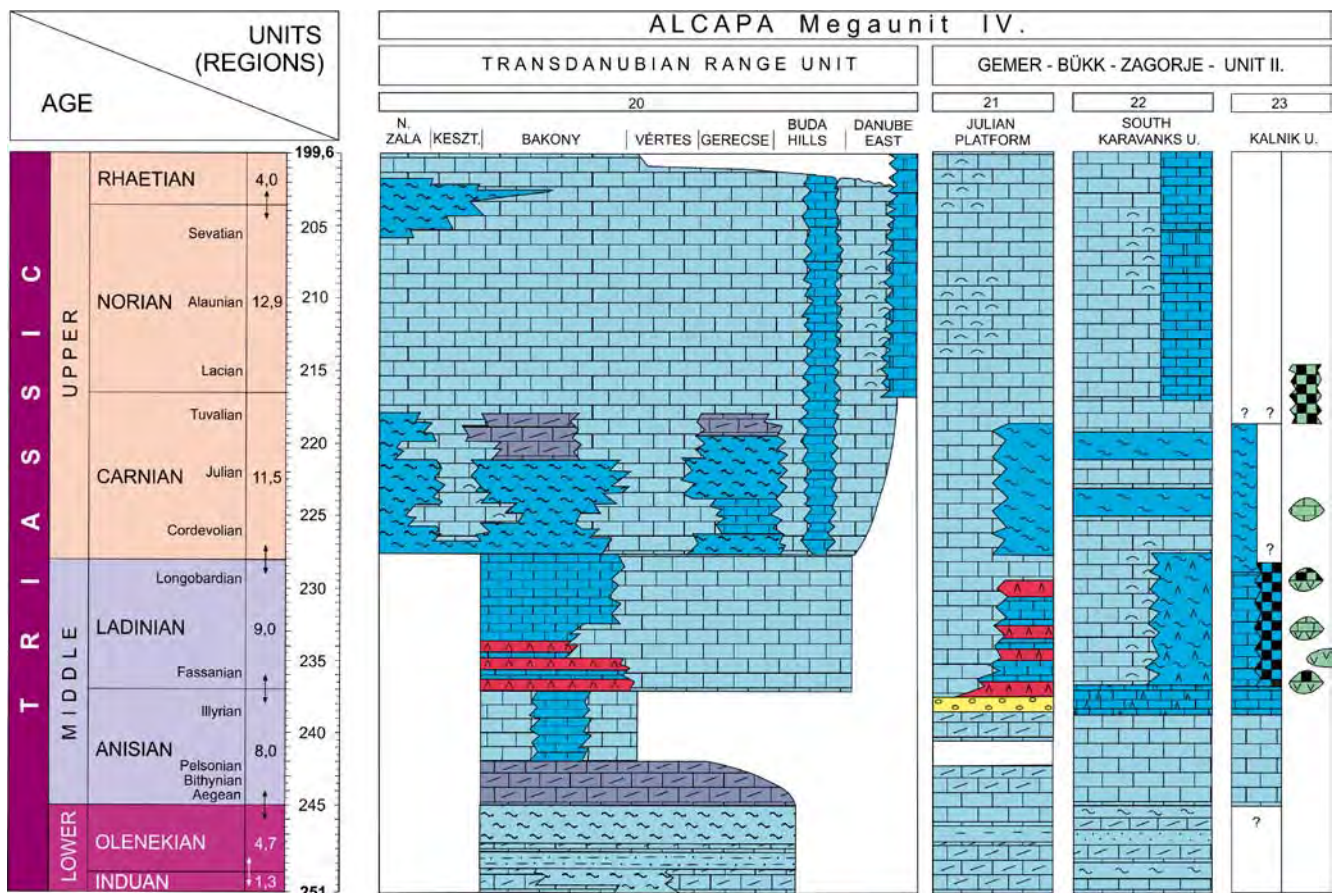 UNITS
(REGIONS)
AGE
ALCAPA Megaunit IV.
TRANSDANUBIAN RANGE UNIT
GEMER - BÜKK - ZAGORJE - UNIT II.
20
21
22
23
N.
ZALA
KESZT.
BAKONY
VÉRTES
GERECSE
BUDA
HILLS
DANUBE
EAST
JULIAN
PLATFORM
SOUTH
KARAVANKS U.
KALNIK U.
TRIASSIC
UPPER
MIDDLE
LOWER
RHAETIAN
4,0
Sevatian
NORIAN
Alaunian
12,9
Lacian
Tuvalian
CARNIAN
Julian
11,5
Cordevolian
Longobardian
LADINIAN
9,0
Fassanian
Illyrian
ANISIAN
8,0
Pelsonian
Bithynian
Aegean
OLENEKIAN
4,7
INDUAN
1,3
199,6
205
210
215
220
225
230
235
240
245
251
? ?
?
?